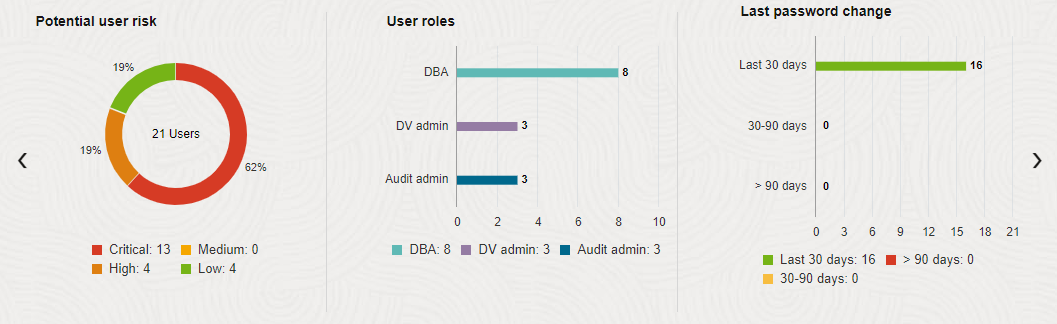 Potential user risk
19%
21 Users
19%
62%
Critical: 13 Medium: 0
High: 4 Low: 4
User roles
DBA 8
DV admin 3
Audit admin 3
0 2 4 6 8 10
DBA: 8 DV admin: 3 Audit admin: 3
Last password change
Last 30 days 16
30-90 days 0
> 90 days 0
0 3 6 9 12 15 18 21
Last 30 days: 16 > 90 days: 0
30-90 days: 0